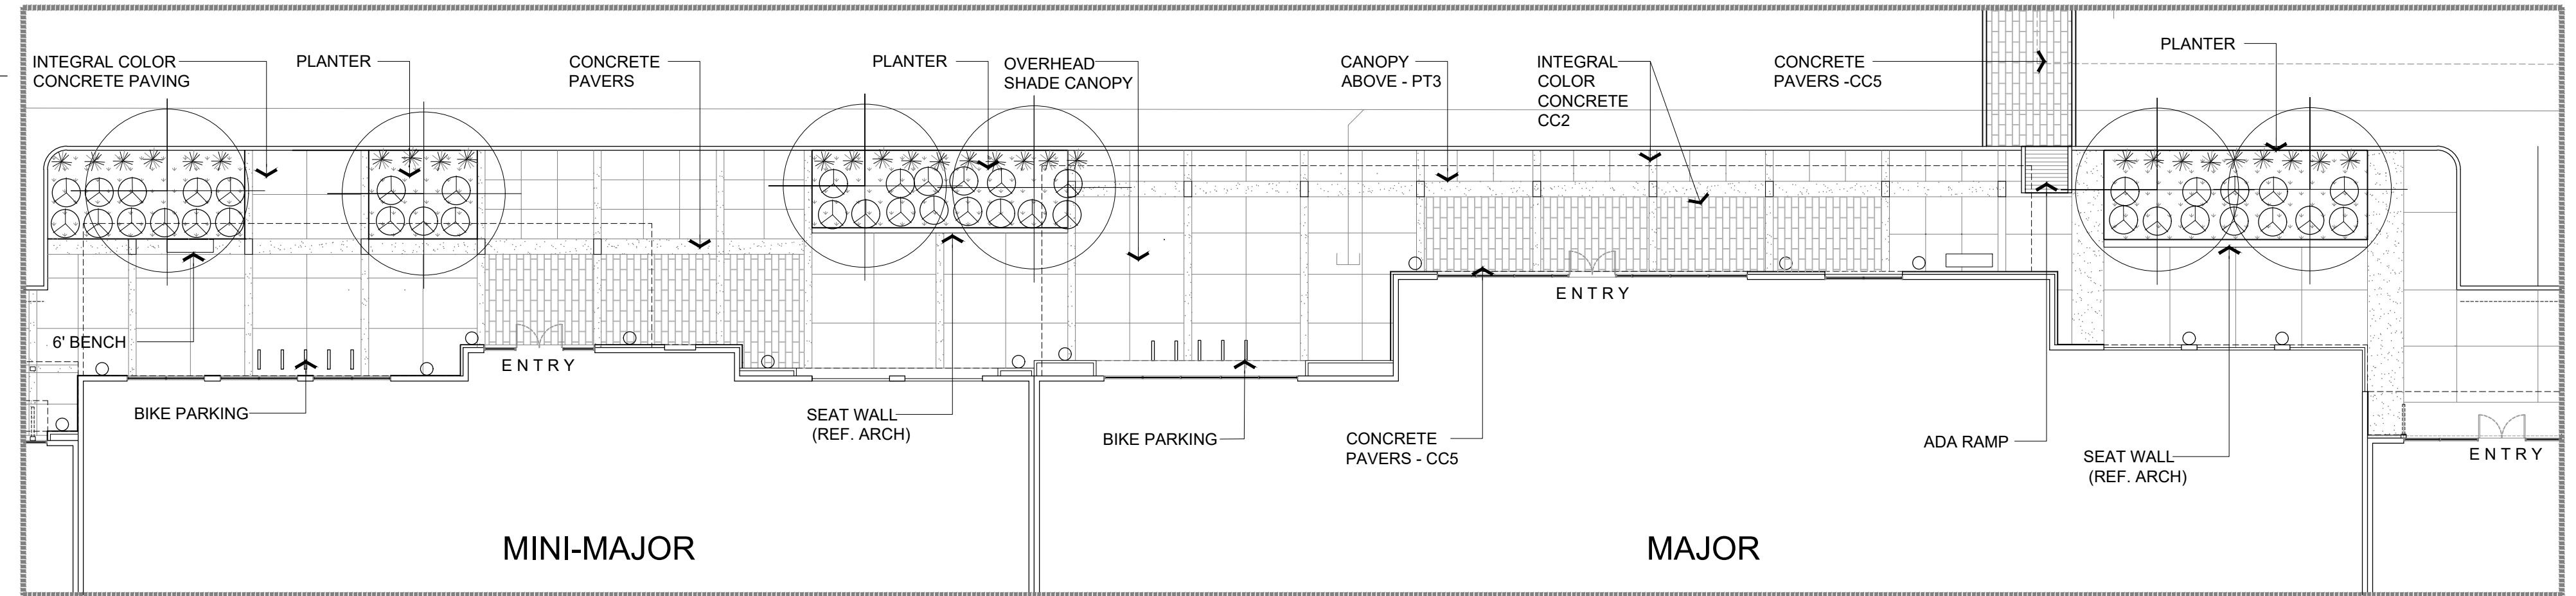 INTEGRAL COLOR
CONCRETE PAVING
PLANTER
CONCRETE
PAVERS
PLANTER
OVERHEAD
SHADE CANOPY
CANOPY
ABOVE - PT3
INTEGRAL
COLOR
CONCRETE
CC2
CONCRETE
PAVERS -CC5
PLANTER
6' BENCH
ENTRY
ENTRY
BIKE PARKING
SEAT WALL
(REF. ARCH)
BIKE PARKING
CONCRETE
PAVERS - CC5
ADA RAMP
SEAT WALL
(REF. ARCH)
ENTRY
MINI-MAJOR
MAJOR